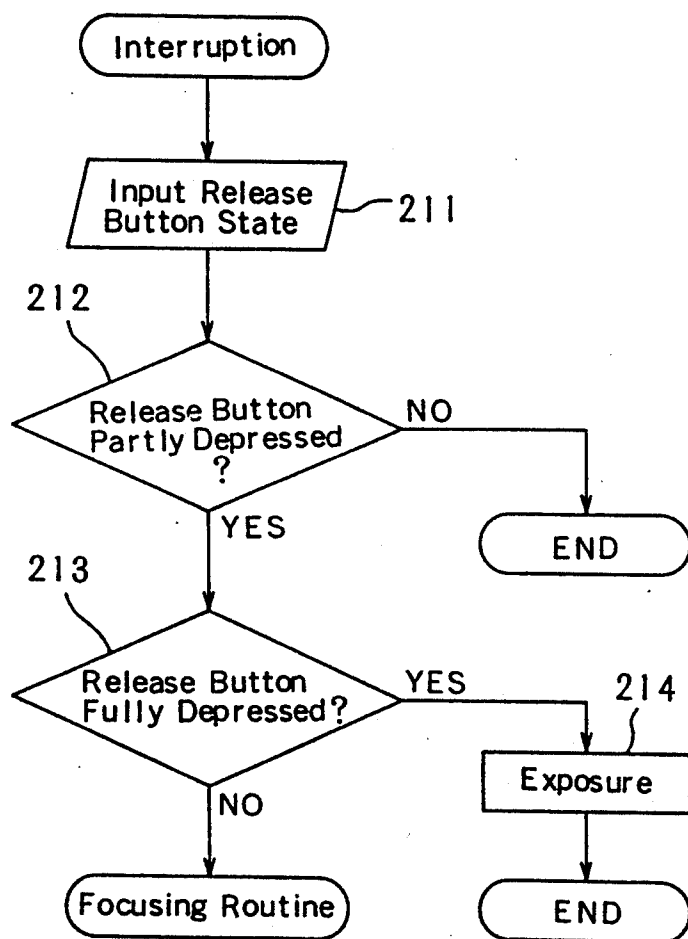 Interruption
Input Release
Button State
211
212
Release Button
Partly Depressed
?
NO
YES
END
213
Release Button
Fully Depressed?
YES
214
Exposure
NO
Focusing Routine
END